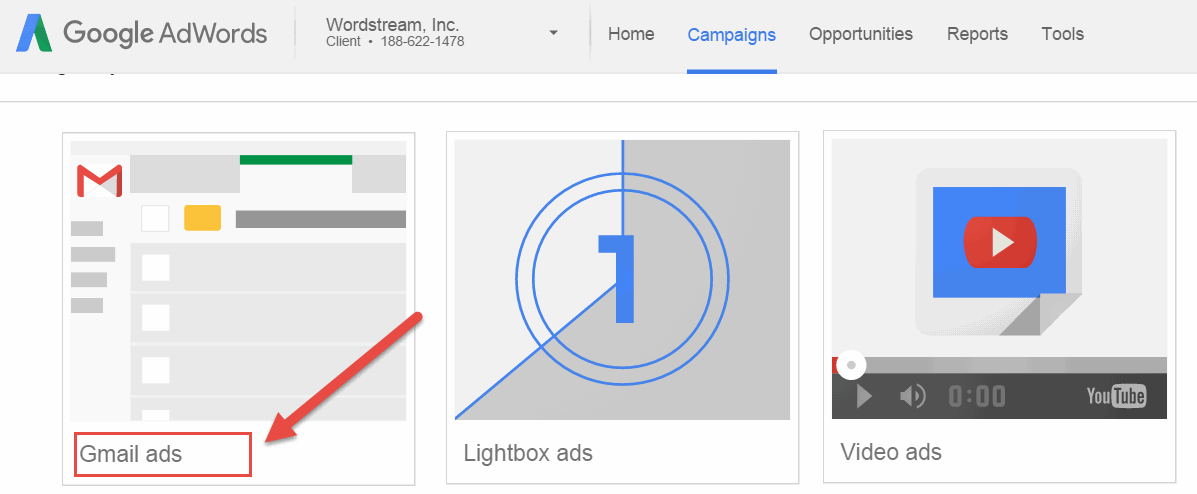 Google AdWords
Wordstream, Inc.
Client • 188-622-1478
Home Campaigns Opportunities Reports Tools
1
0:00
YouTube
Gmail ads
Lightbox ads
Video ads